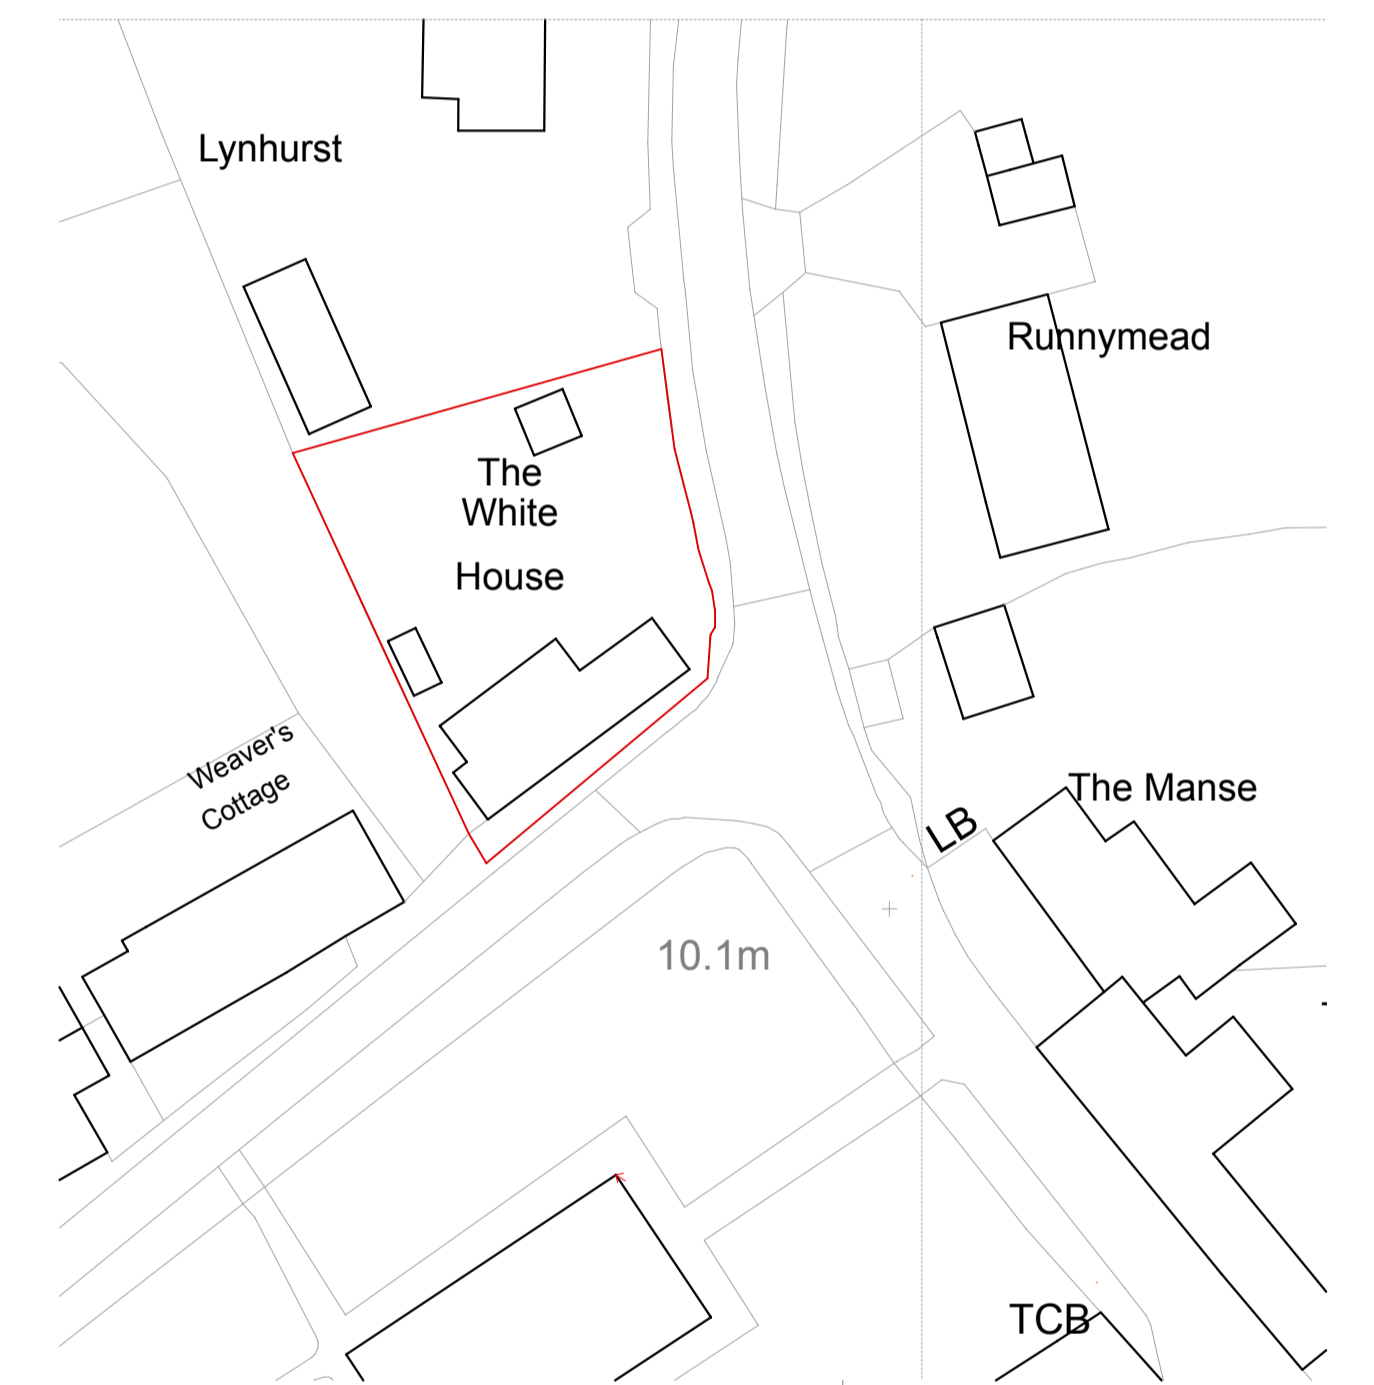 Lynhurst
Runnymead
The
White
House
Weaver's
Cottage
The Manse
LB
10.1m
TCB